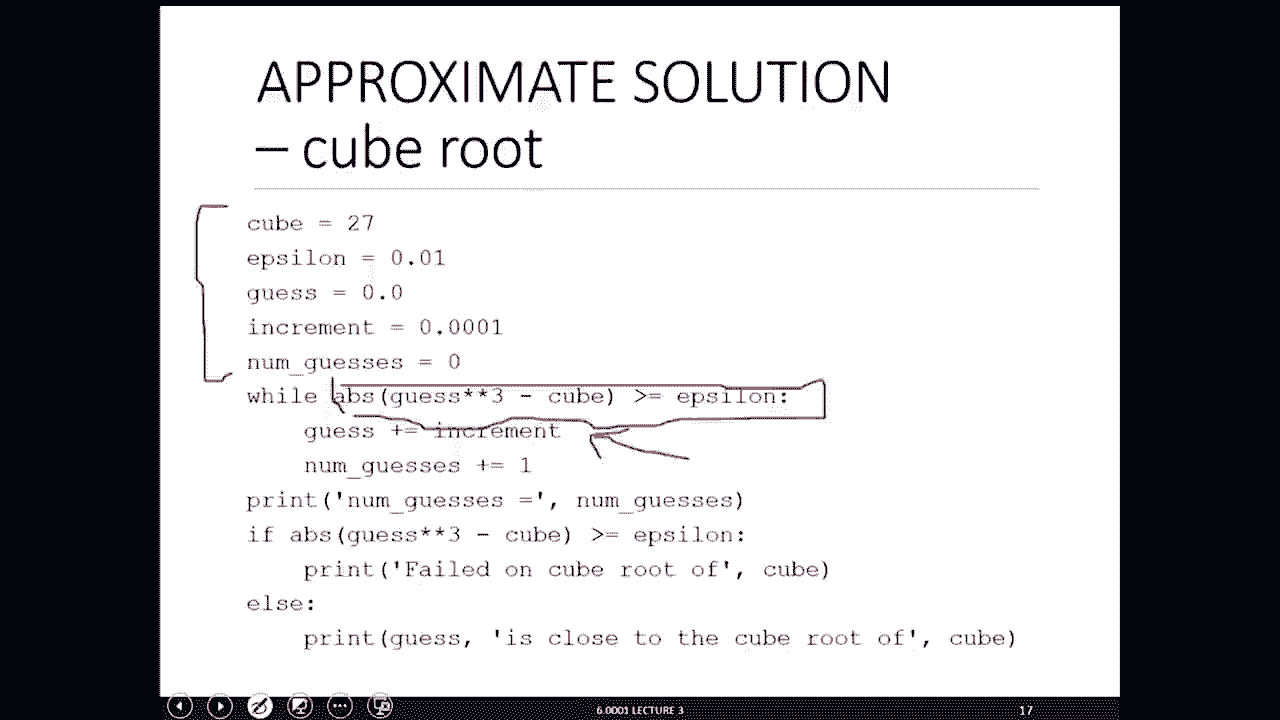 APPROXIMATE SOLUTION
– cube root
cube = 27
epsilon = 0.01
guess = 0.0
increment = 0.0001
num_guesses = 0
while abs(guess**3 - cube) >= epsilon:
    guess += increment
    num_guesses += 1
print('num_guesses =', num_guesses)
if abs(guess**3 - cube) >= epsilon:
    print('Failed on cube root of', cube)
else:
    print(guess, 'is close to the cube root of', cube)
6.0001 LECTURE 3
17